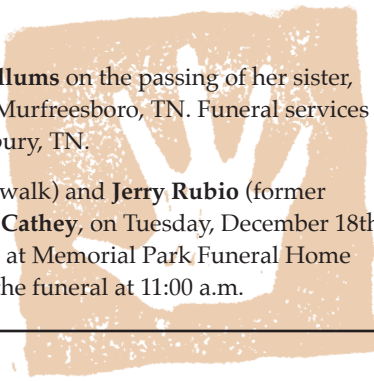 llums on the passing of her sister,
Murfreesboro, TN. Funeral services
bury, TN.
walk) and Jerry Rubio (former
Cathey, on Tuesday, December 18th
at Memorial Park Funeral Home
he funeral at 11:00 a.m.